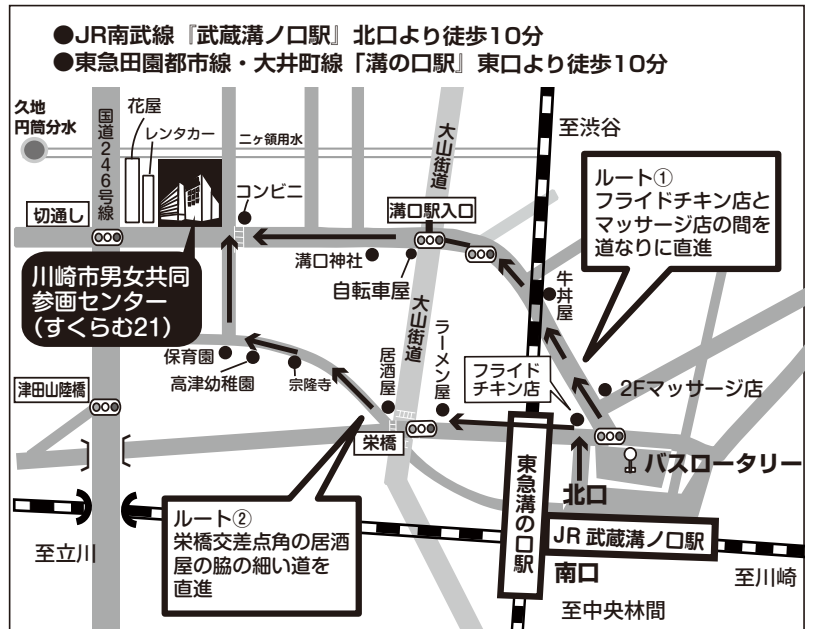 ●JR南武線『武蔵溝ノ口駅』北口より徒歩10分
●東急田園都市線・大井町線「溝の口駅』東口より徒歩10分
久地
円筒分水
国道246号線
花屋
レンタカー
二ヶ領用水
大山街道
至渋谷
コンビニ
切通し
溝口駅入口
ルート①
フライドチキン店と
マッサージ店の間を
道なりに直進
川崎市男女共同
参画センター
(すくらむ21)
溝口神社
自転車屋
牛丼屋
大山街道
ラーメン屋
居酒屋
保育園
高津幼稚園
宗隆寺
フライド
チキン店
2Fマッサージ店
津田山陸橋
栄橋
バスロータリー
北口
東急溝の口駅
ルート②
栄橋交差点角の居酒
屋の脇の細い道を
直進
JR 武蔵溝ノ口駅
至立川
南口
至川崎
至中央林間